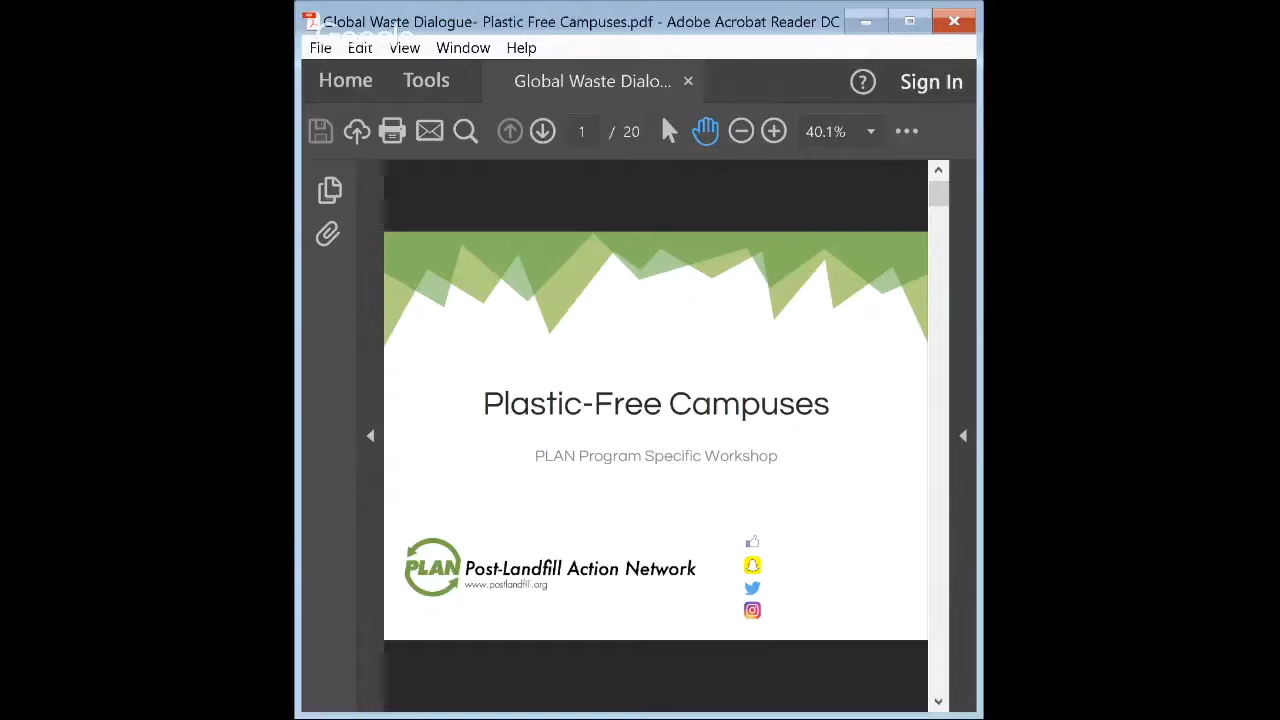 Global Waste Dialogue- Plastic Free Campuses.pdf - Adobe Acrobat Reader DC
Google
File Edit View Window Help
Home Tools Global Waste Dialo... × ? Sign In
1 / 20 40.1%
Plastic-Free Campuses
PLAN Program Specific Workshop
PLAN Post-Landfill Action Network
www.postlandfill.org